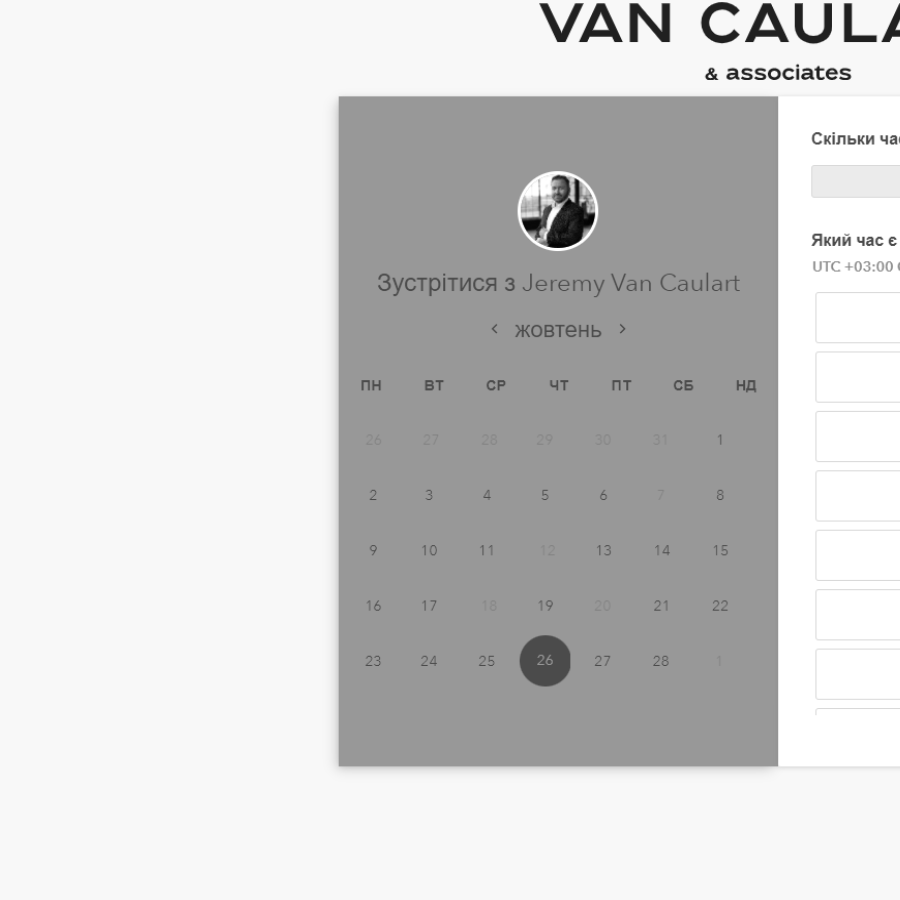 VAN CAULA
& associates
Зустрітися з Jeremy Van Caulart
жовтень
ПН ВТ СР ЧТ ПТ СБ НД
26 27 28 29 30 31 1
2 3 4 5 6 7 8
9 10 11 12 13 14 15
16 17 18 19 20 21 22
23 24 25 26 27 28 1
Скільки ча
Який час є
UTC +03:00